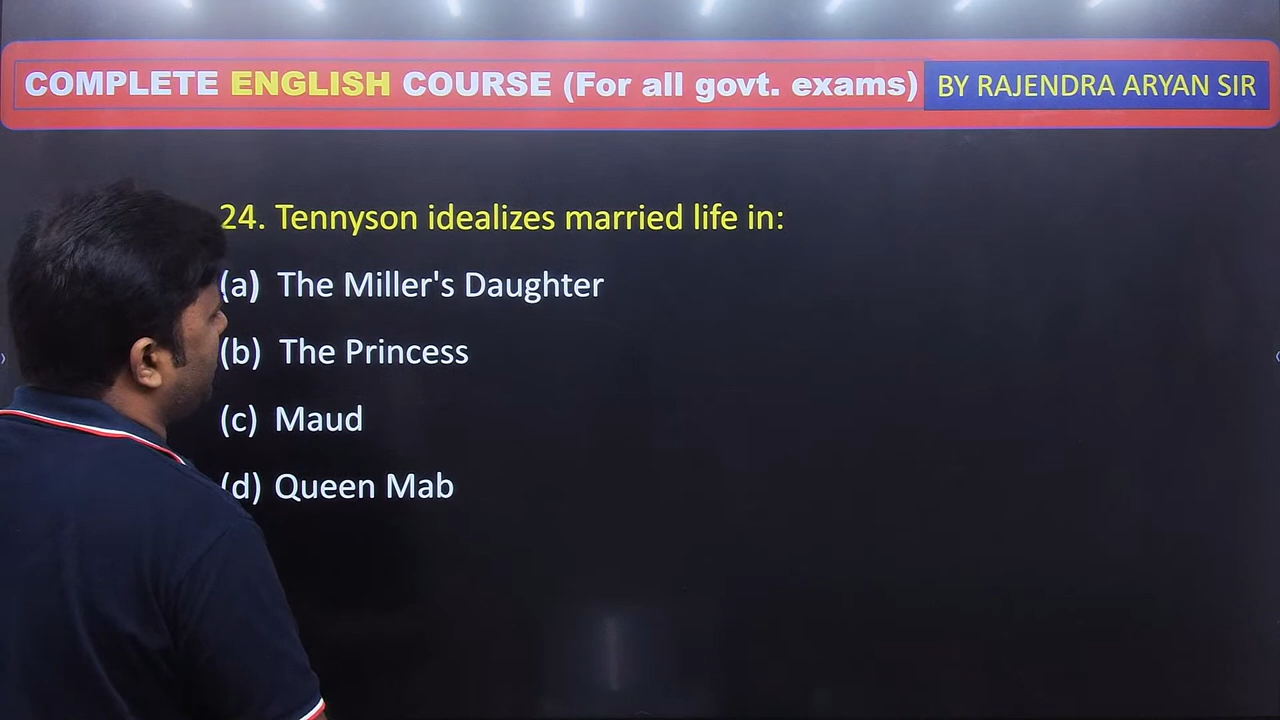 COMPLETE ENGLISH COURSE (For all govt. exams) BY RAJENDRA ARYAN SIR
24. Tennyson idealizes married life in:
(a) The Miller's Daughter
(b) The Princess
(c) Maud
(d) Queen Mab